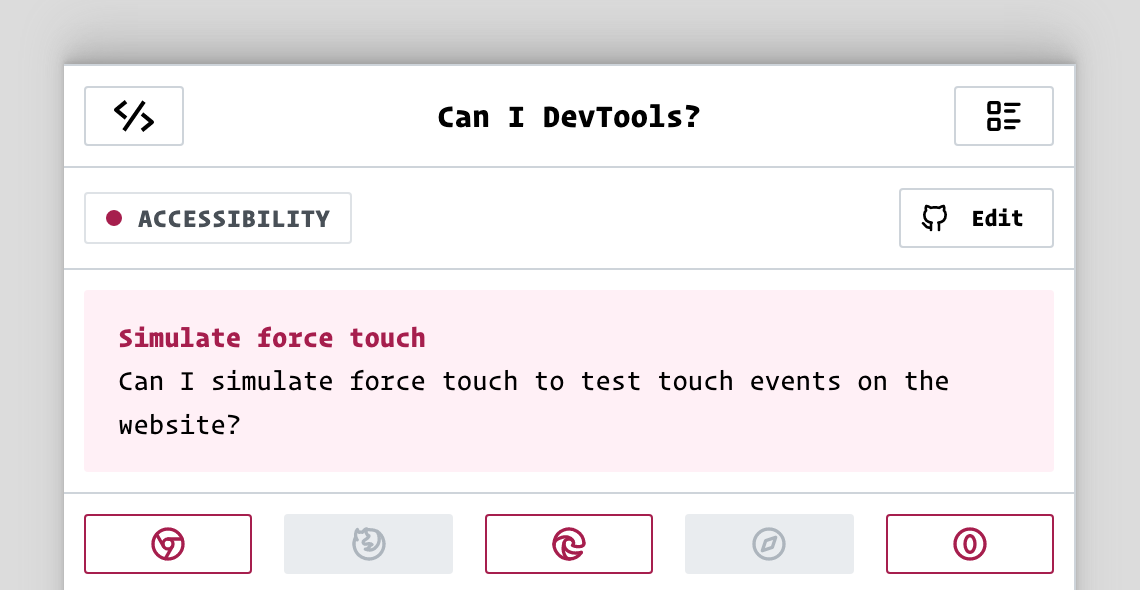 Can I DevTools?
ACCESSIBILITY
Edit
Simulate force touch
Can I simulate force touch to test touch events on the
website?